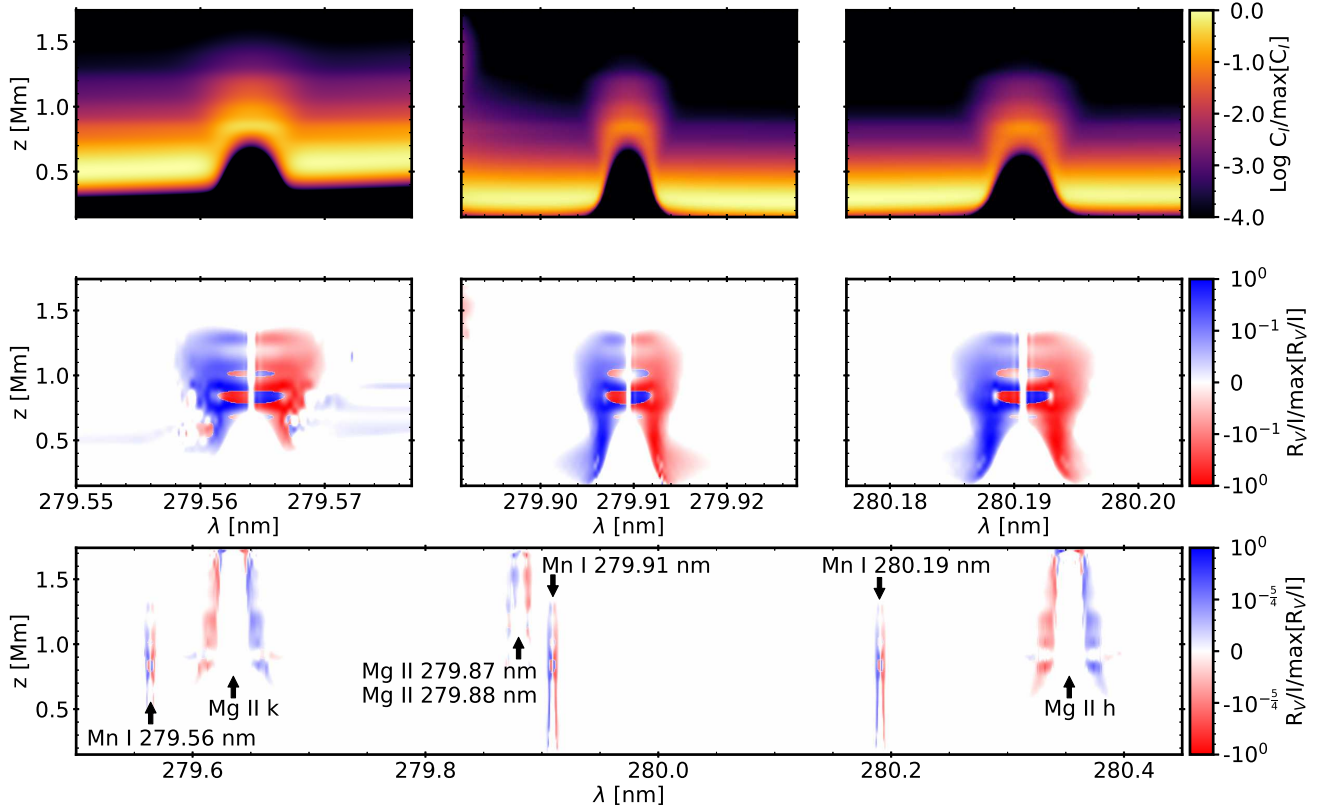 1.5
1.0
0.5
z [Mm]
0.0
-1.0
-2.0
-3.0
-4.0
Log C_I/max[C_I]
1.5
1.0
0.5
z [Mm]
279.55 279.56 279.57
λ [nm]
279.90 279.91 279.92
λ [nm]
280.18 280.19 280.20
λ [nm]
10^0
10^-1
0
-10^-1
-10^0
R_V/I/max[R_V/I]
1.5
1.0
0.5
z [Mm]
Mn I 279.56 nm
Mg II k
Mg II 279.87 nm
Mg II 279.88 nm
Mn I 279.91 nm
Mn I 280.19 nm
Mg II h
279.6 279.8 280.0 280.2 280.4
λ [nm]
10^0
10^-5/4
0
-10^-5/4
-10^0
R_V/I/max[R_V/I]